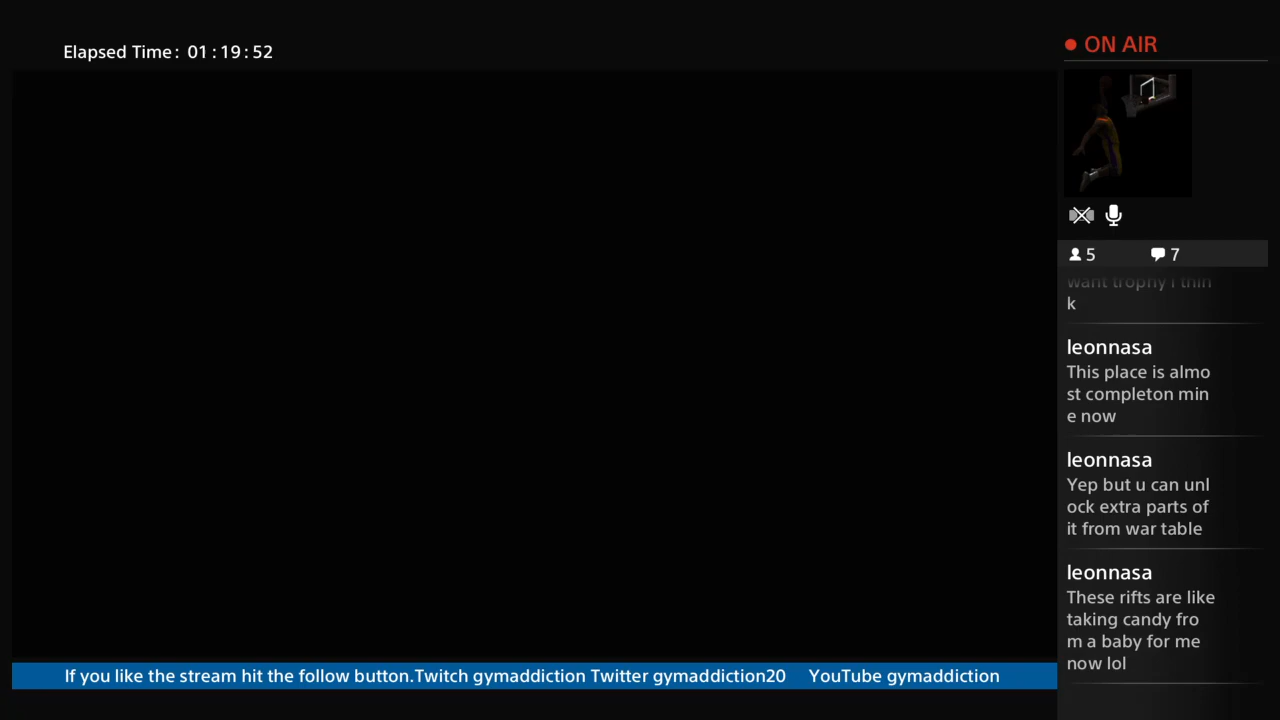 Elapsed Time: 01:19:52
ON AIR
5 7
want trophy i thin
k
leonnasa
This place is almo
st completon min
e now
leonnasa
Yep but u can unl
ock extra parts of
it from war table
leonnasa
These rifts are like
taking candy fro
m a baby for me
now lol
If you like the stream hit the follow button.Twitch gymaddiction Twitter gymaddiction20 YouTube gymaddiction